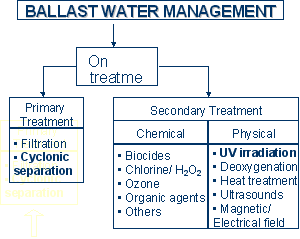 BALLAST WATER MANAGEMENT
On
treatme
Primary
Treatment
• Filtration
• Cyclonic
separation
Secondary Treatment
Chemical
• Biocides
• Chlorine/ H₂O₂
• Ozone
• Organic agents
• Others
Physical
• UV irradiation
• Deoxygenation
• Heat treatment
• Ultrasounds
• Magnetic/
Electrical field